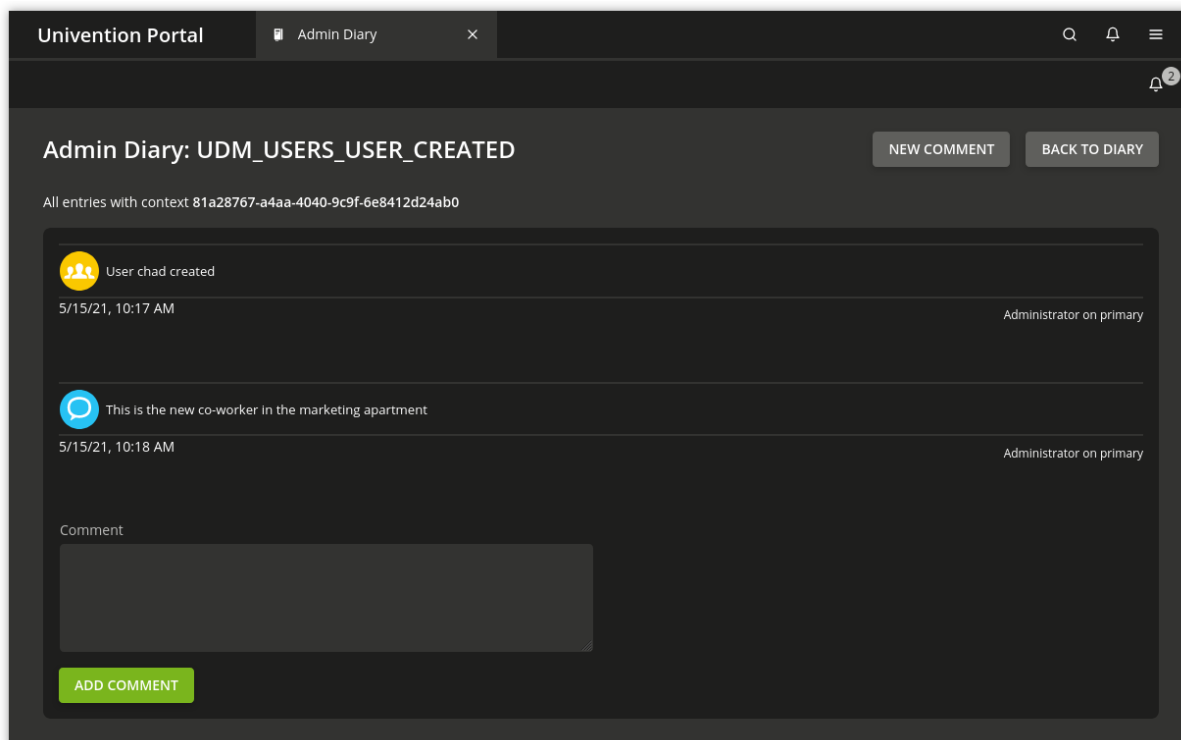 Univention Portal
Admin Diary
2
Admin Diary: UDM_USERS_USER_CREATED
NEW COMMENT
BACK TO DIARY
All entries with context 81a28767-a4aa-4040-9c9f-6e8412d24ab0
User chad created
5/15/21, 10:17 AM
Administrator on primary
This is the new co-worker in the marketing apartment
5/15/21, 10:18 AM
Administrator on primary
Comment
ADD COMMENT